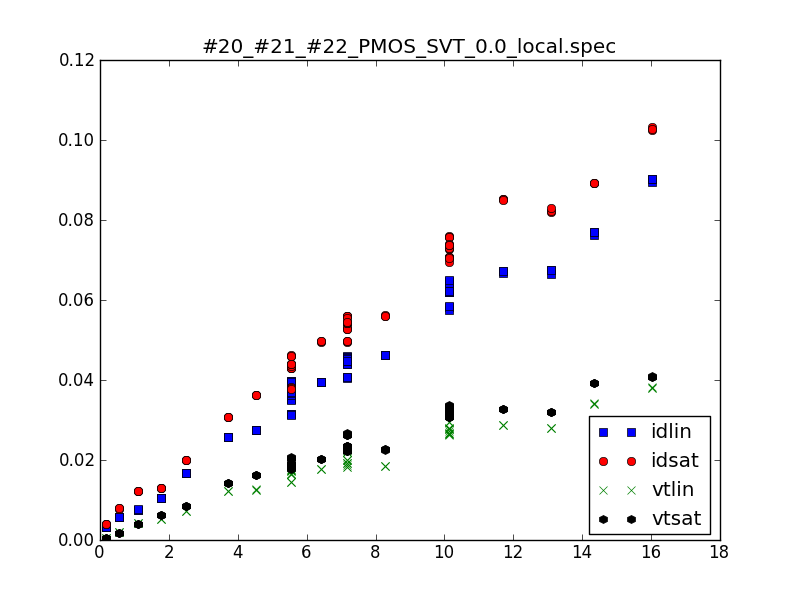 #20_#21_#22_PMOS_SVT_0.0_local.spec
0.12
0.10
0.08
0.06
0.04
0.02
0.00
0 2 4 6 8 10 12 14 16 18
idlin
idsat
vtlin
vtsat